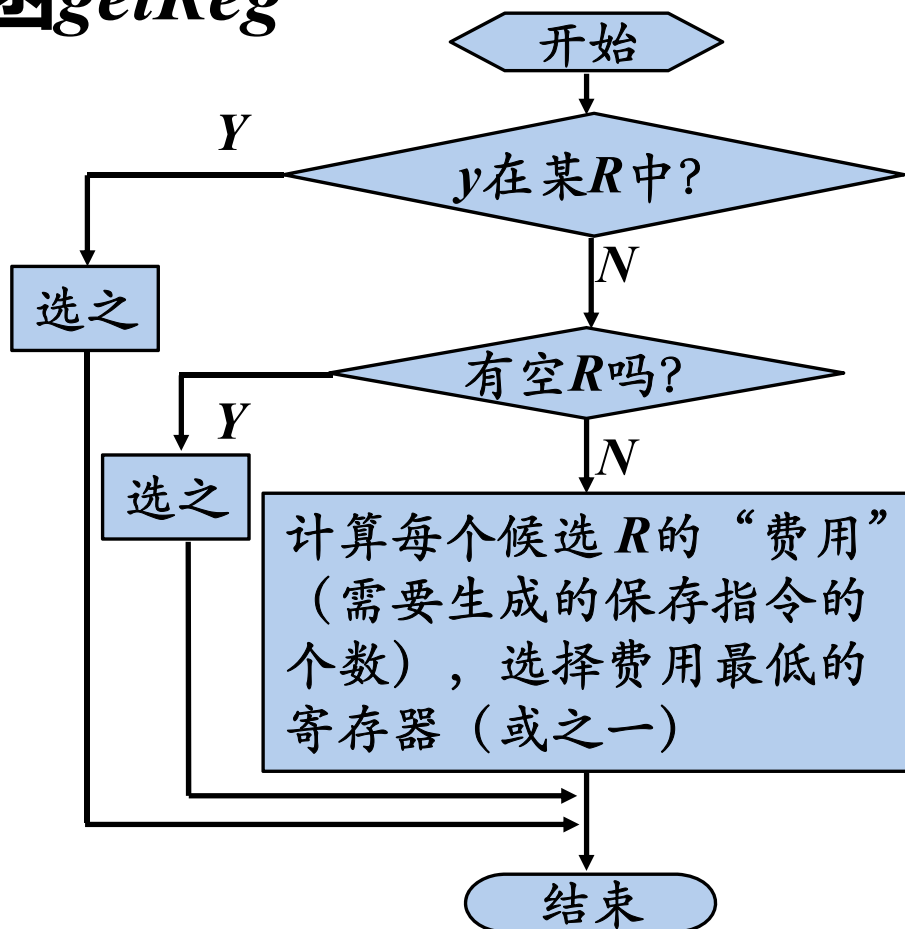 getReg
开始
Y
y在某R中?
N
选之
有空R吗?
Y
N
选之
计算每个候选R的“费用”
（需要生成的保存指令的
个数），选择费用最低的
寄存器（或之一）
结束